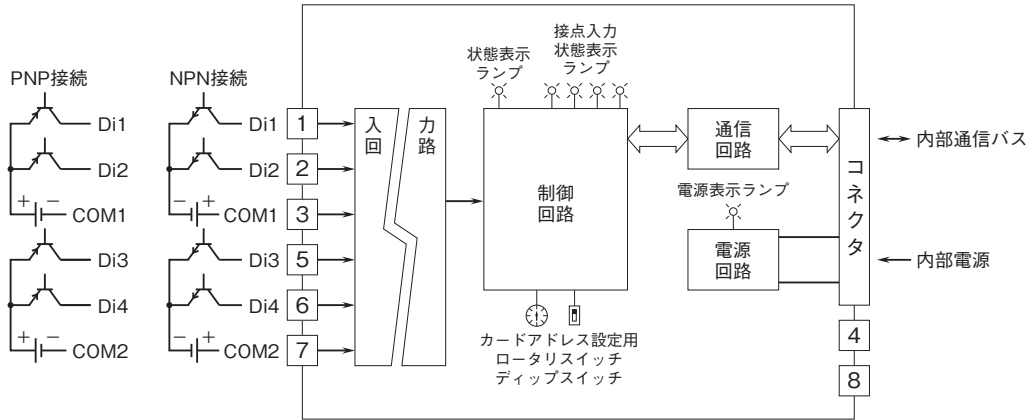 PNP接続
Di1
Di2
+ −
COM1
Di3
Di4
+ −
COM2
NPN接続
Di1
Di2
− +
COM1
Di3
Di4
− +
COM2
1
2
3
5
6
7
入力
回路
状態表示
ランプ
接点入力
状態表示
ランプ
制御
回路
カードアドレス設定用
ロータリスイッチ
ディップスイッチ
通信
回路
電源表示ランプ
電源
回路
コネクタ
内部通信バス
内部電源
4
8